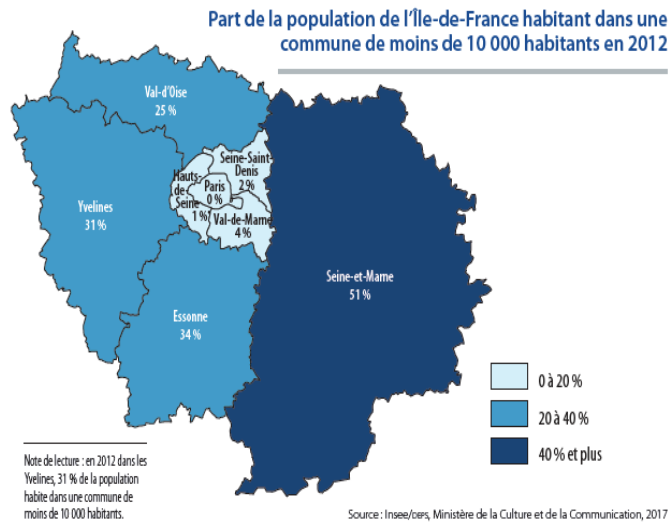 Part de la population de l'Île-de-France habitant dans une
commune de moins de 10 000 habitants en 2012
Val-d'Oise
25 %
Seine-Saint-
Denis
2 %
Hauts-
de-
Seine
1 %
Paris
0 %
Val-de-Marne
4 %
Yvelines
31 %
Seine-et-Marne
51 %
Essonne
34 %
0 à 20 %
20 à 40 %
40 % et plus
Note de lecture : en 2012 dans les
Yvelines, 31 % de la population
habite dans une commune de
moins de 10 000 habitants.
Source : Insee/DEPS, Ministère de la Culture et de la Communication, 2017